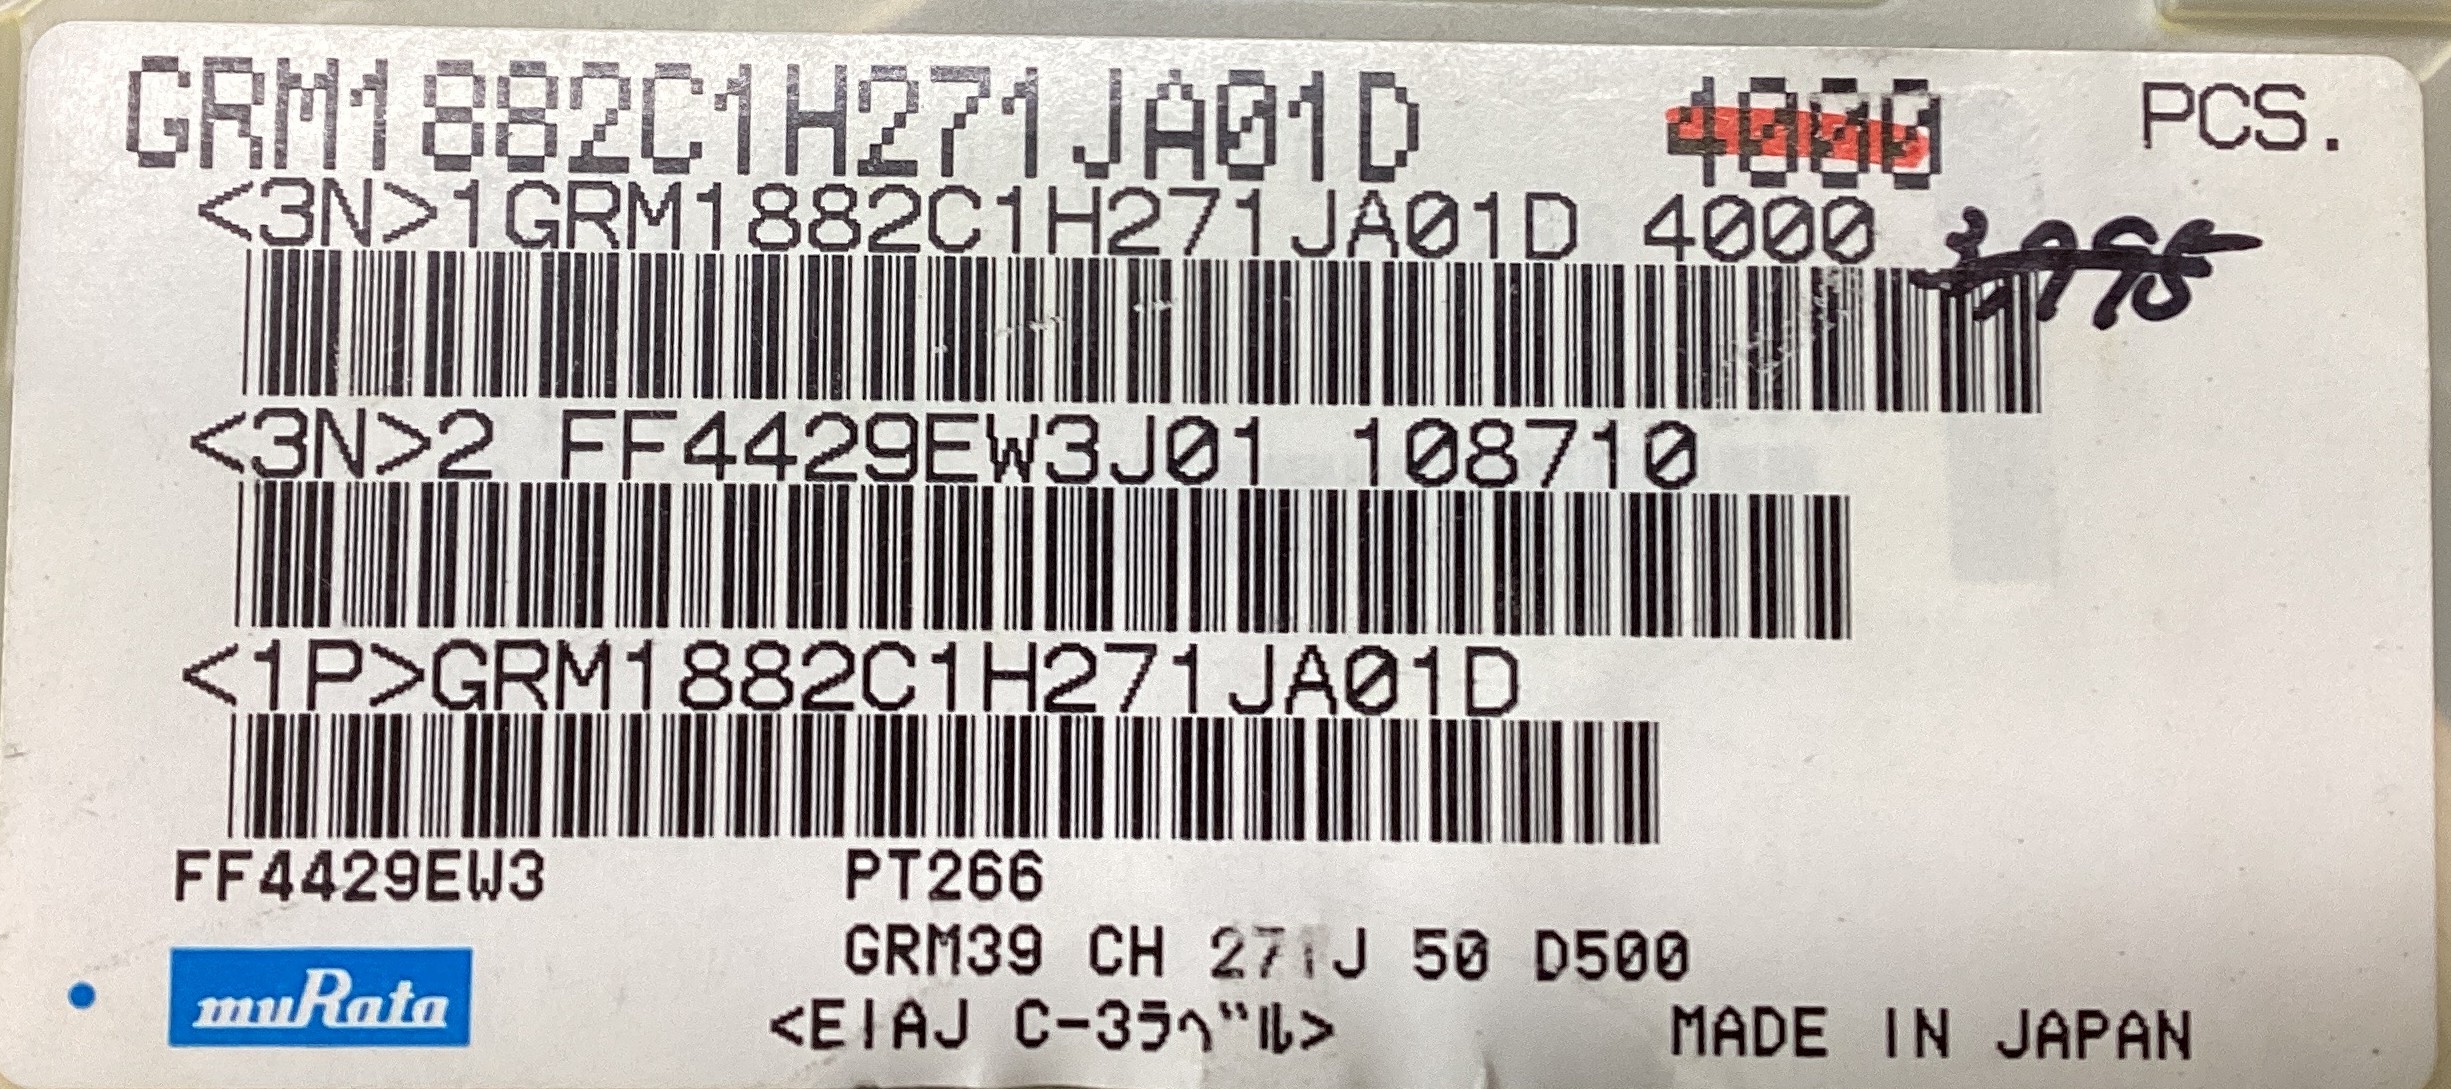 GRM1882C1H271JA01D 4000 PCS.
<3N>1GRM1882C1H271JA01D 4000
<3N>2 FF4429EW3J01 108710
<1P>GRM1882C1H271JA01D
FF4429EW3 PT266
GRM39 CH 271J 50 D500
muRata
<EIAJ C-3ラベル>
MADE IN JAPAN